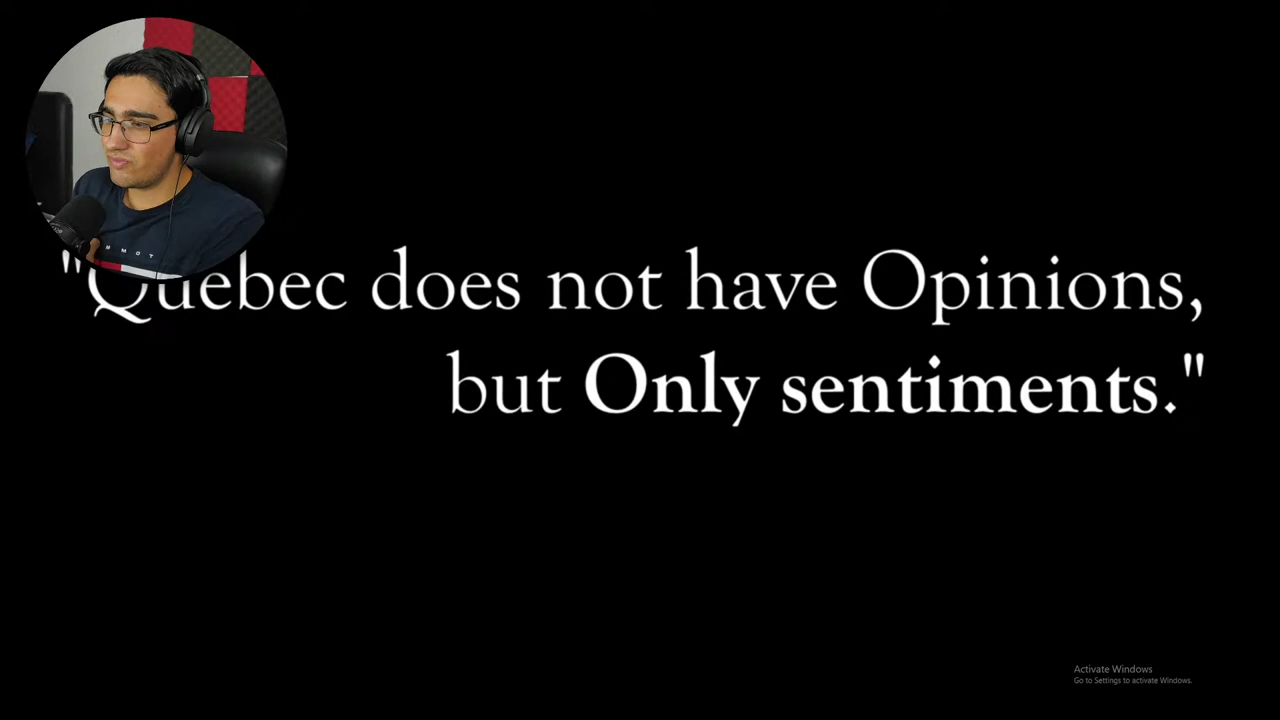 "Quebec does not have Opinions,
but Only sentiments."
Activate Windows
Go to Settings to activate Windows.